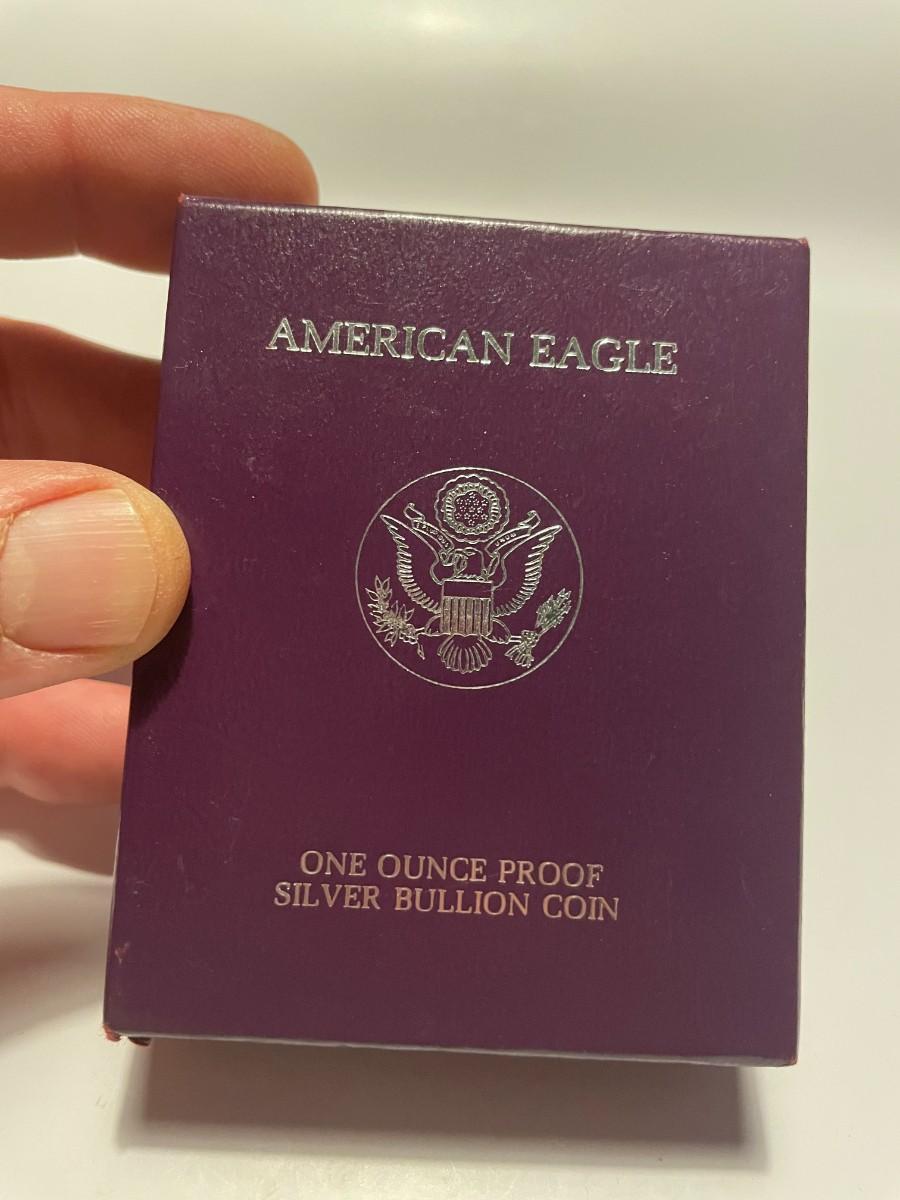 AMERICAN EAGLE
ONE OUNCE PROOF
SILVER BULLION COIN